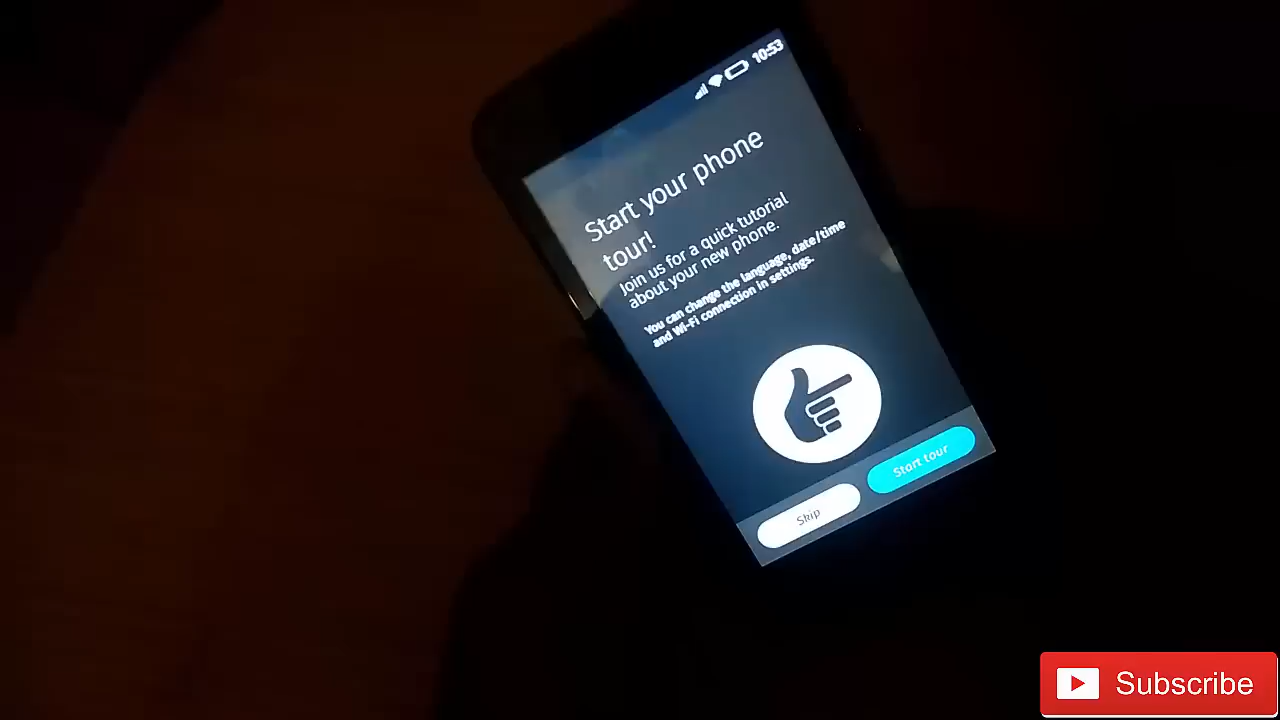 10:53
Start your phone
tour!
Join us for a quick tutorial
about your new phone.
You can change the language, date/time
and Wi-Fi connection in settings.
Skip
Start tour
Subscribe